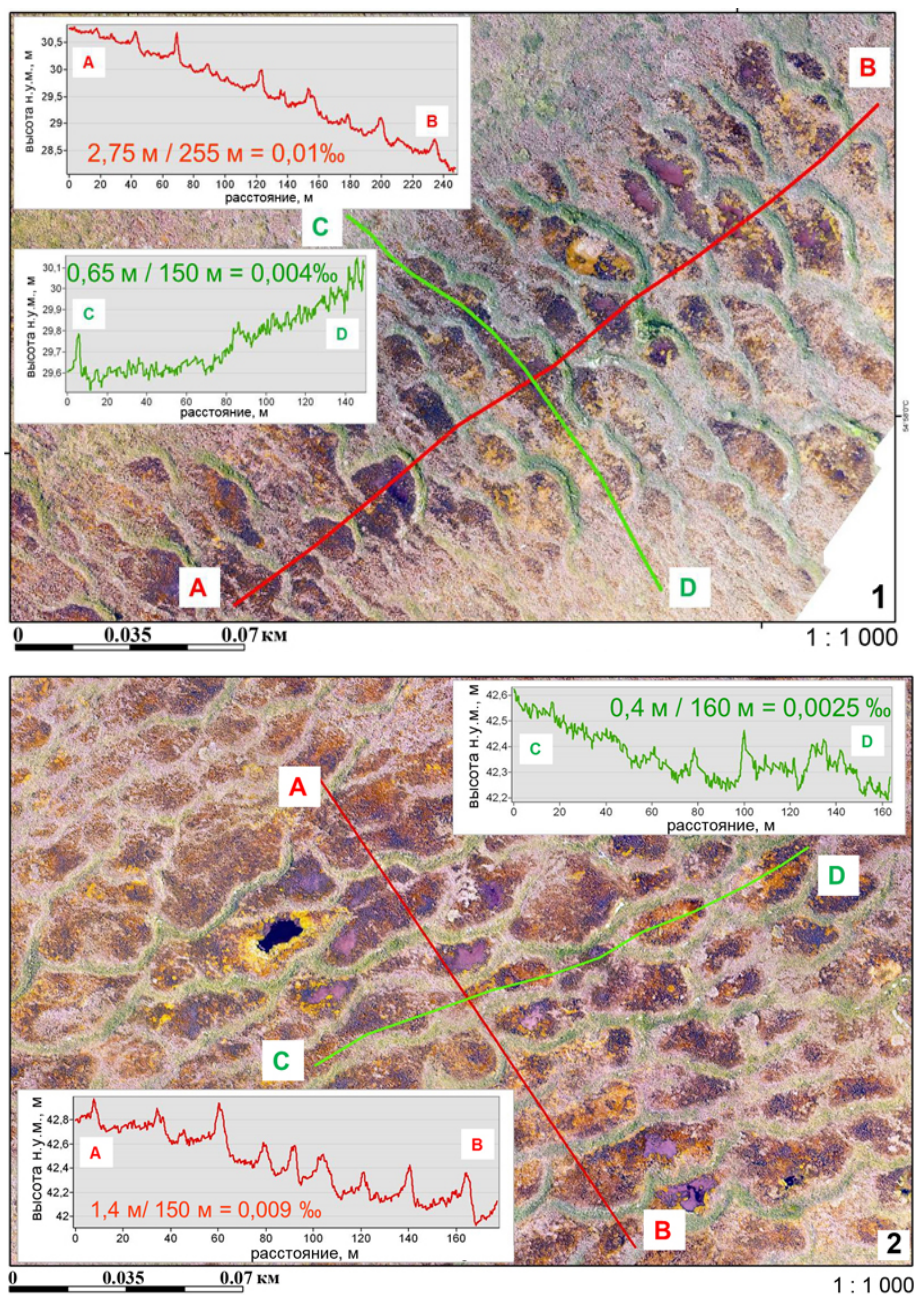 30,5
30
29,5
29
28,5
A
B
высота н.у.м., м
2,75 м / 255 м = 0,01‰
0 20 40 60 80 100 120 140 160 180 200 220 240
расстояние, м
B
C
30,1
30,0
29,8
29,6
0,65 м / 150 м = 0,004‰
C
D
высота н.у.м., м
0 20 40 60 80 100 120 140
расстояние, м
A
D
1
54°58'0"С
0 0.035 0.07 км
1 : 1 000
42,6
42,5
42,4
42,3
42,2
высота н.у.м., м
0,4 м / 160 м = 0,0025 ‰
C
D
0 20 40 60 80 100 120 140 160
расстояние, м
A
D
C
42,8
42,6
42,4
42,2
42
высота н.у.м., м
A
B
1,4 м/ 150 м = 0,009 ‰
0 20 40 60 80 100 120 140 160
расстояние, м
B
2
0 0.035 0.07 км
1 : 1 000